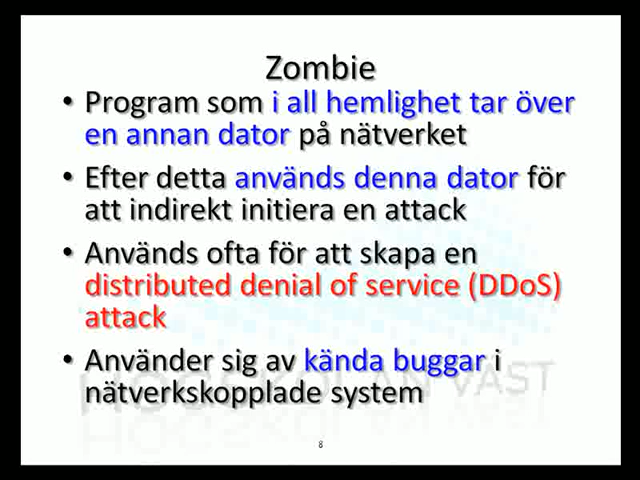 Zombie
• Program som i all hemlighet tar över
en annan dator på nätverket
• Efter detta används denna dator för
att indirekt initiera en attack
• Används ofta för att skapa en
distributed denial of service (DDoS)
attack
• Använder sig av kända buggar i
nätverkskopplade system
HÖGSKOLAN VÄST
8